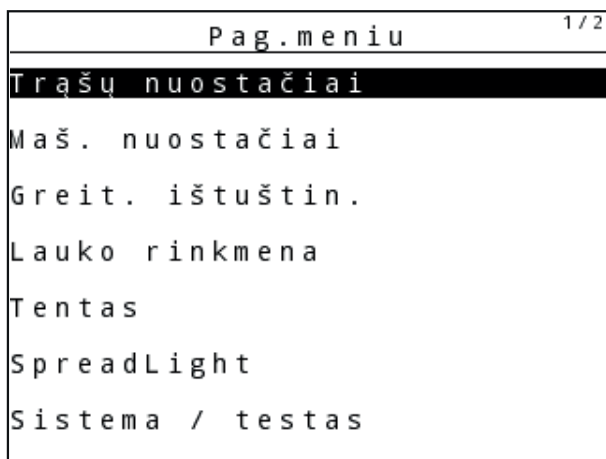 Pag.meniu 1/2
Trąšų nuostačiai
Maš. nuostačiai
Greit. ištuštin.
Lauko rinkmena
Tentas
SpreadLight
Sistema / testas